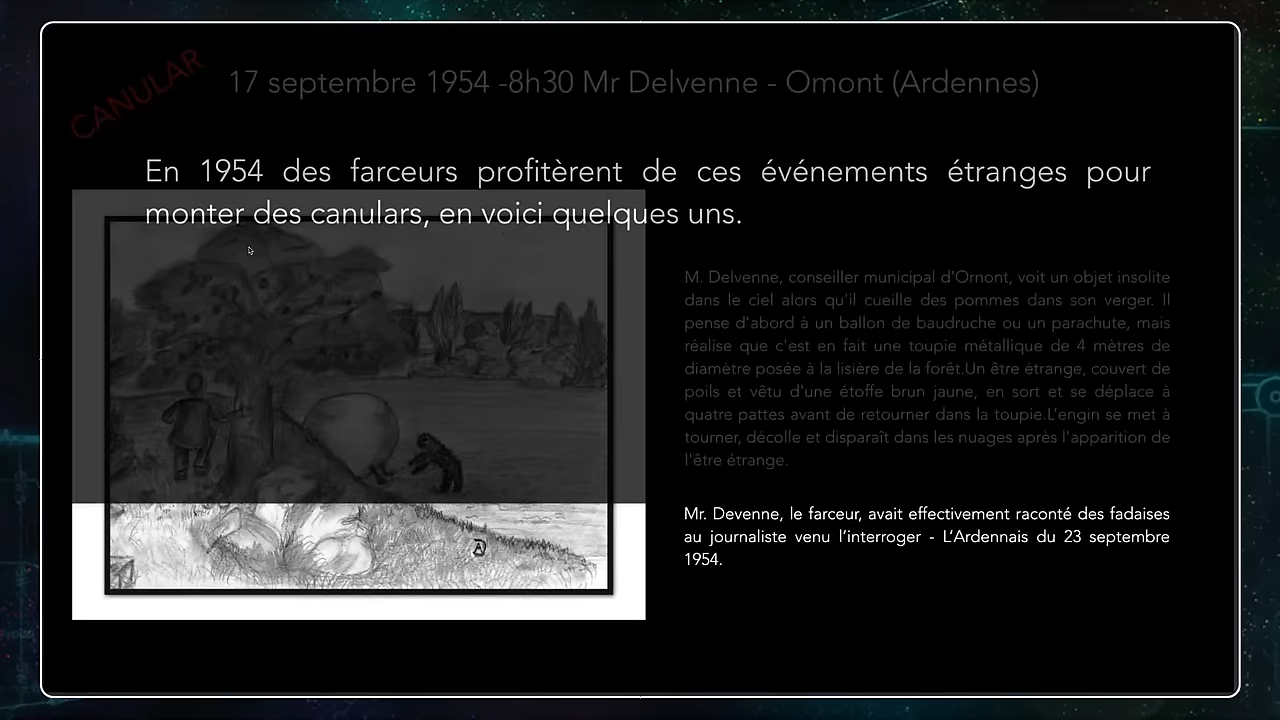 CANULAR
17 septembre 1954 -8h30 Mr Delvenne - Omont (Ardennes)
En 1954 des farceurs profitèrent de ces événements étranges pour
monter des canulars, en voici quelques uns.
M. Delvenne, conseiller municipal d'Omont, voit un objet insolite
dans le ciel alors qu'il cueille des pommes dans son verger. Il
pense d'abord à un ballon de baudruche ou un parachute, mais
réalise que c'est en fait une toupie métallique de 4 mètres de
diamètre posée à la lisière de la forêt.Un être étrange, couvert de
poils et vêtu d'une étoffe brun jaune, en sort et se déplace à
quatre pattes avant de retourner dans la toupie.L'engin se met à
tourner, décolle et disparaît dans les nuages après l'apparition de
l'être étrange.
Mr. Devenne, le farceur, avait effectivement raconté des fadaises
au journaliste venu l'interroger - L'Ardennais du 23 septembre
1954.